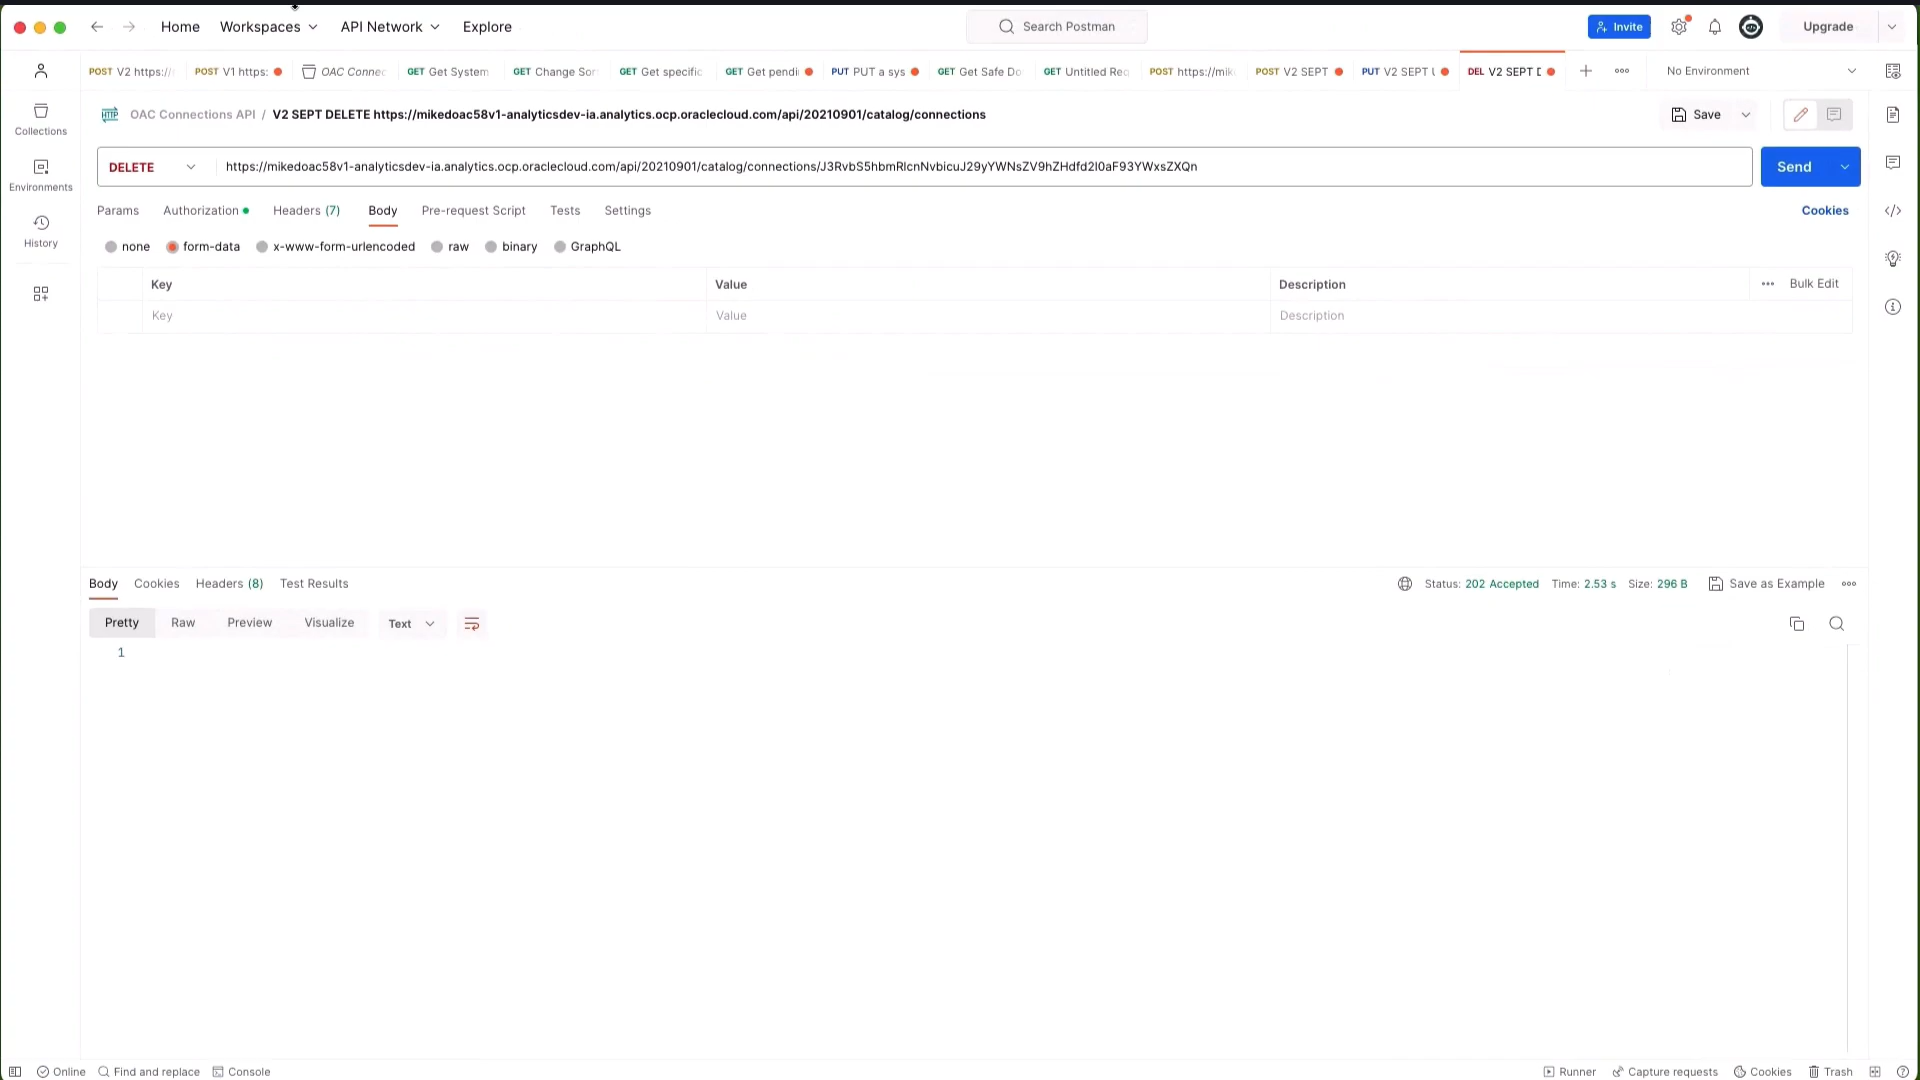 Home Workspaces API Network Explore Search Postman Invite Upgrade
POST V2 https:// POST V1 https: OAC Connec GET Get System GET Change Sor GET Get specific GET Get pendi PUT PUT a sys GET Get Safe Do GET Untitled Req POST https://mik POST V2 SEPT PUT V2 SEPT U DEL V2 SEPT D No Environment
Collections
Environments
History
OAC Connections API / V2 SEPT DELETE https://mikedoac58v1-analyticsdev-ia.analytics.ocp.oraclecloud.com/api/20210901/catalog/connections Save
DELETE https://mikedoac58v1-analyticsdev-ia.analytics.ocp.oraclecloud.com/api/20210901/catalog/connections/J3RvbS5hbmRlcnNvbicuJ29yYWNsZV9hZHdfd2l0aF93YWxsZXQn Send
Params Authorization Headers (7) Body Pre-request Script Tests Settings Cookies
none form-data x-www-form-urlencoded raw binary GraphQL
Key Value Description Bulk Edit
Key Value Description
Body Cookies Headers (8) Test Results Status: 202 Accepted Time: 2.53 s Size: 296 B Save as Example
Pretty Raw Preview Visualize Text
1
Online Find and replace Console Runner Capture requests Cookies Trash